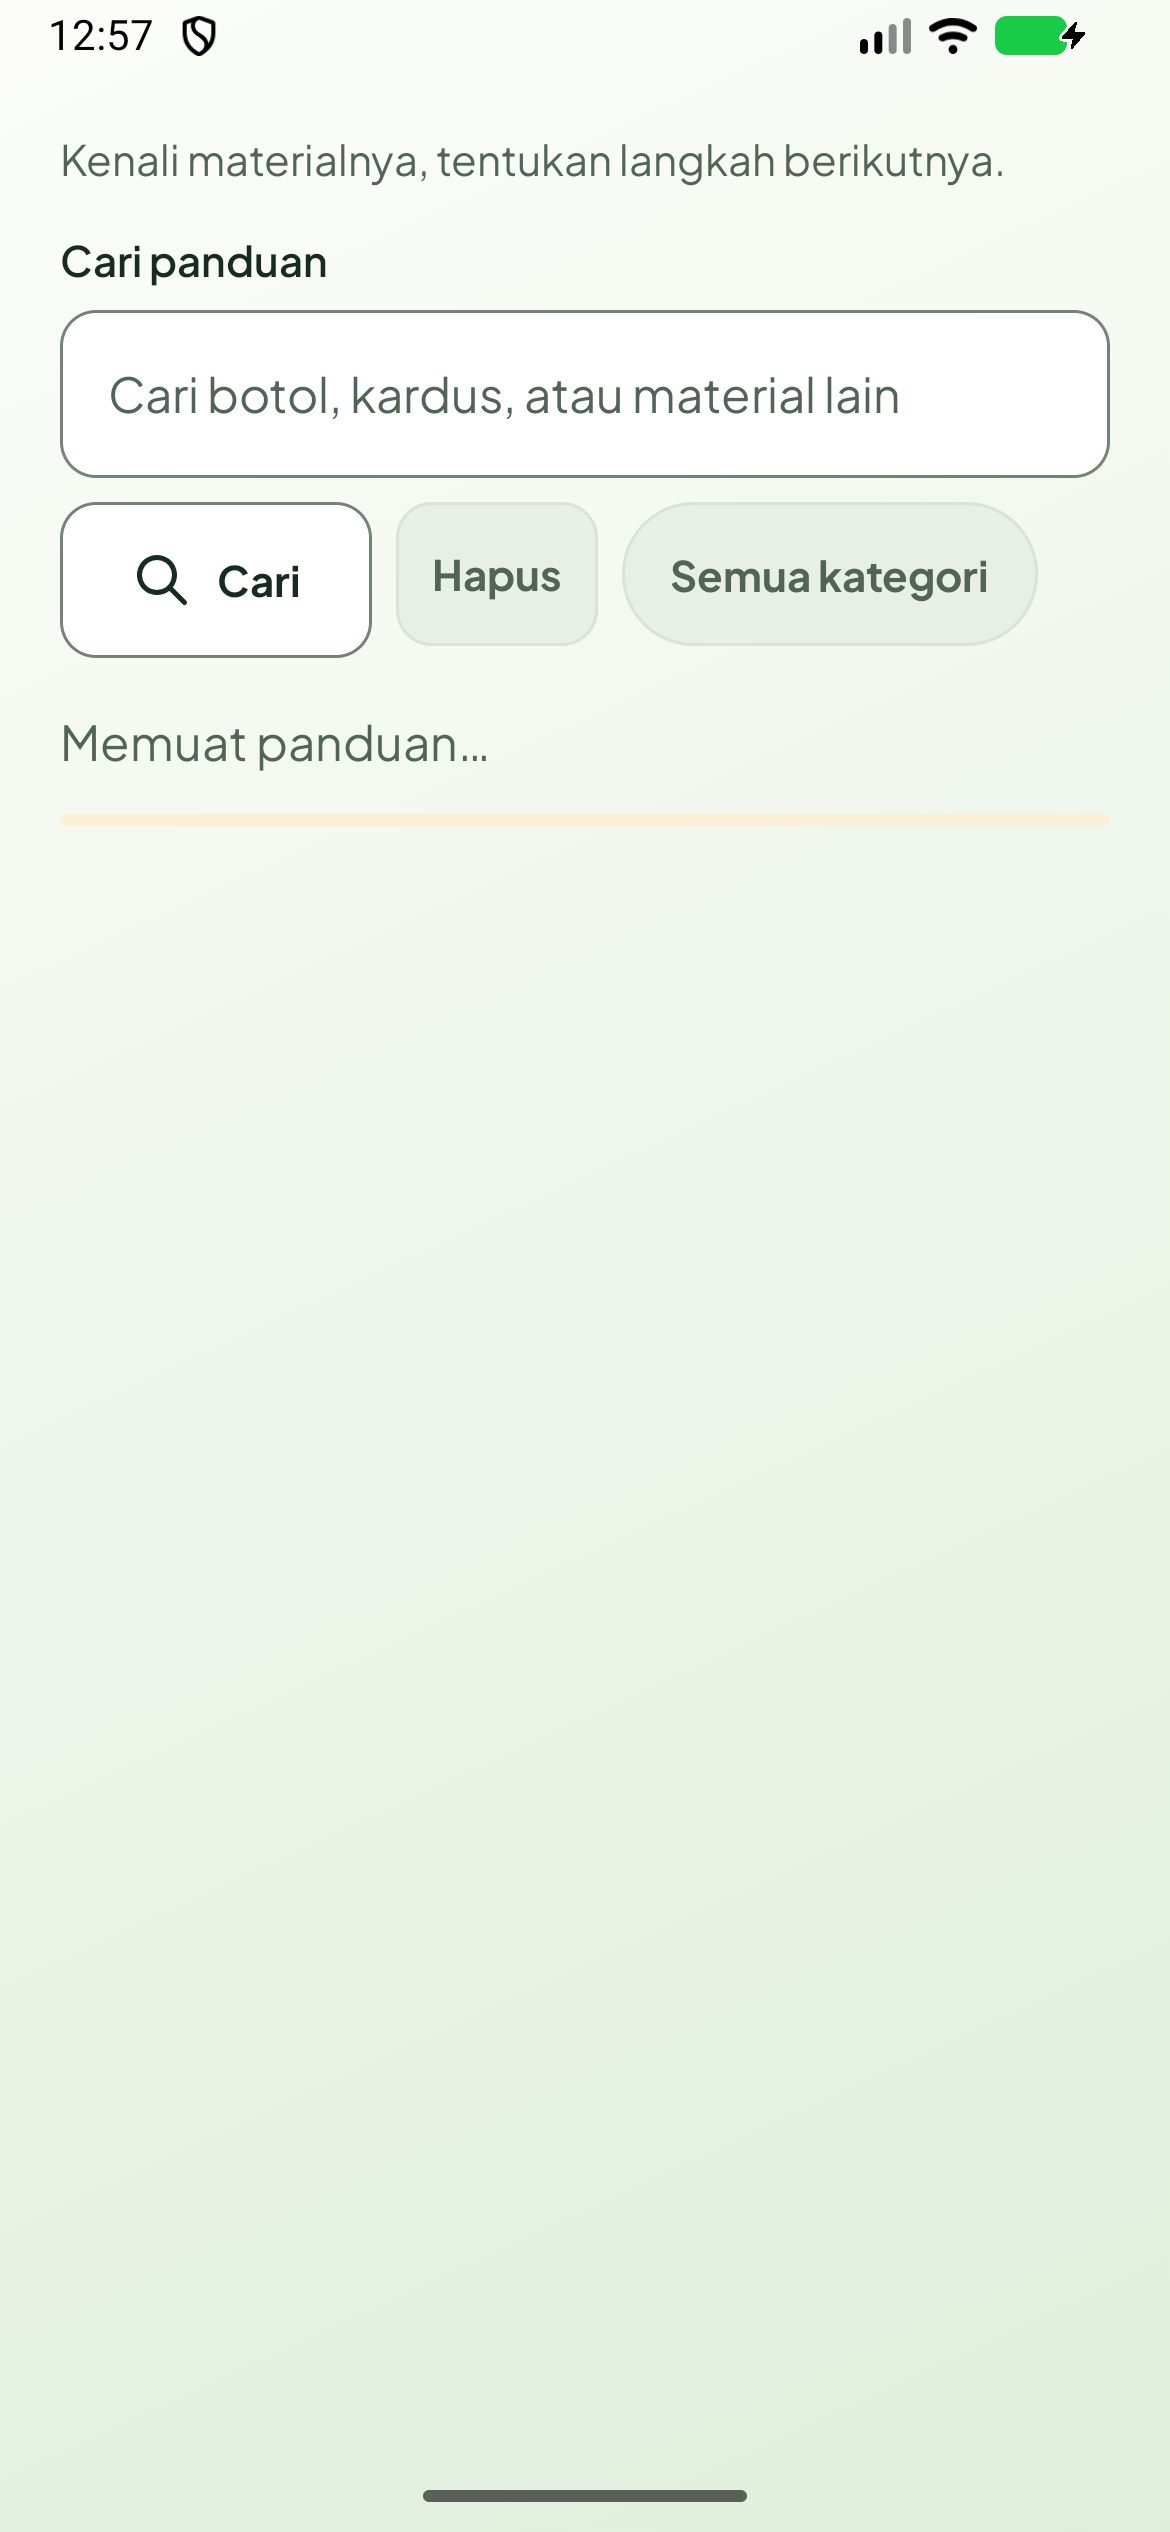 12:57
Kenali materialnya, tentukan langkah berikutnya.
Cari panduan
Cari botol, kardus, atau material lain
Cari
Hapus
Semua kategori
Memuat panduan…